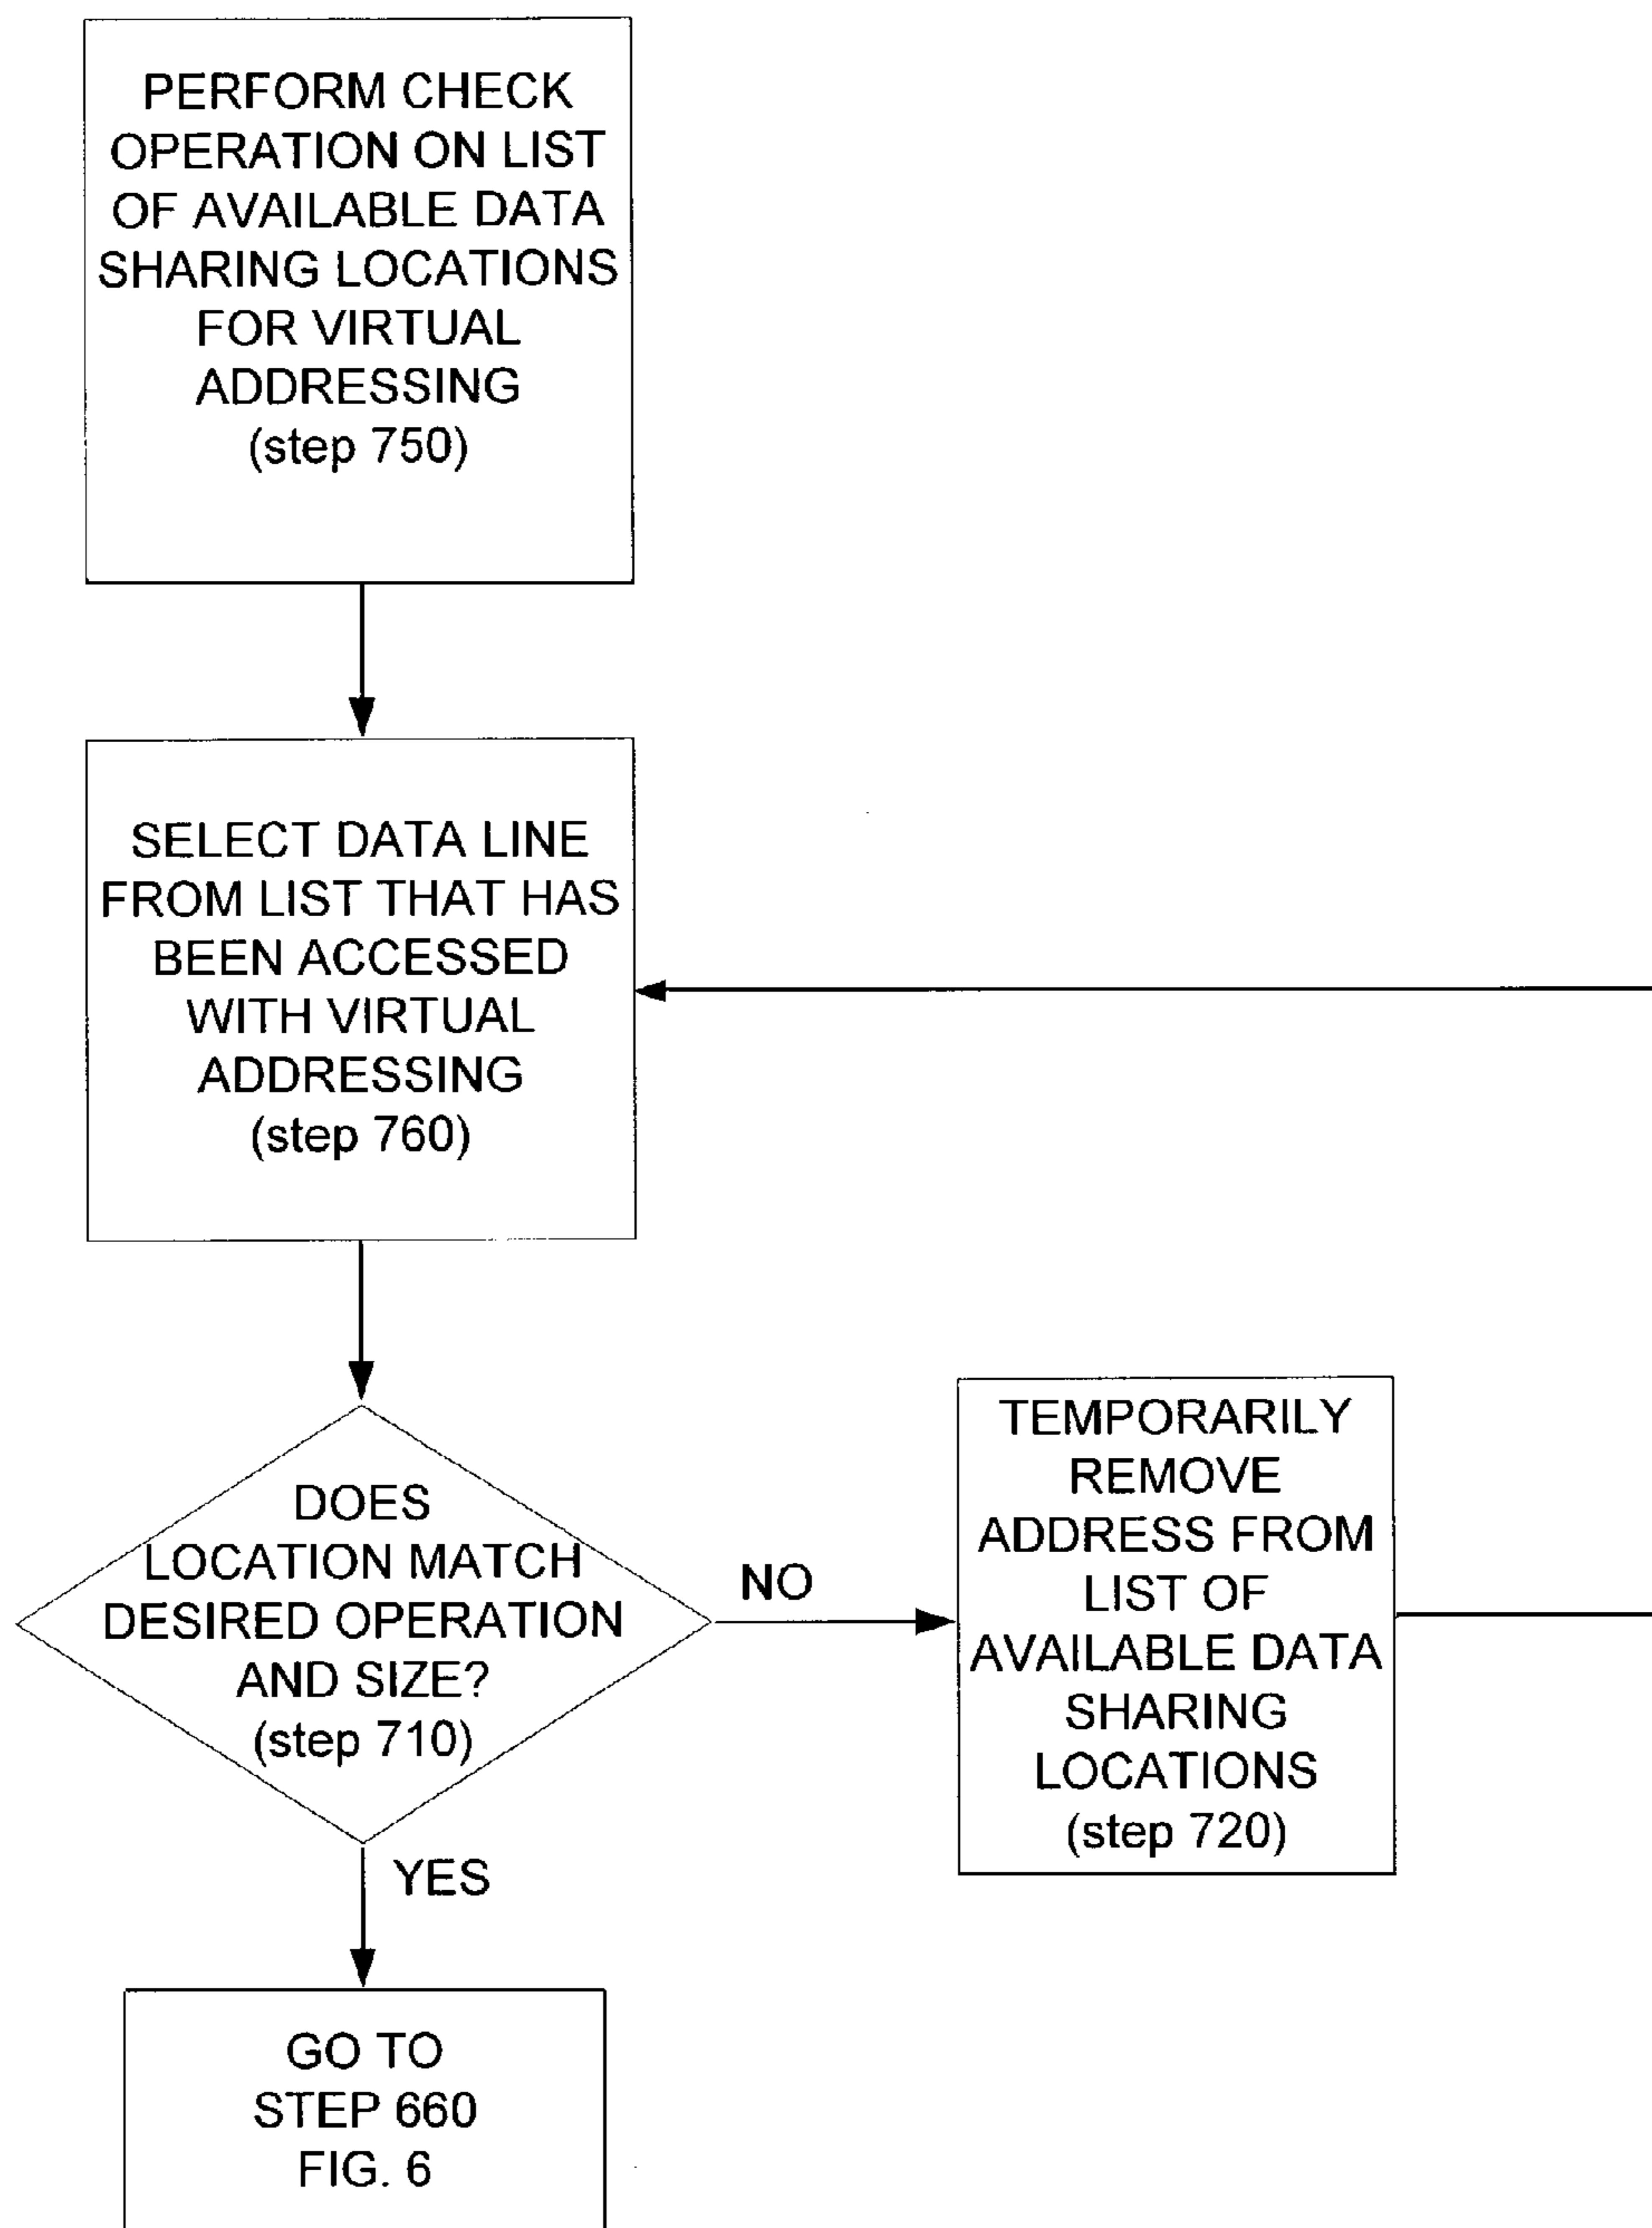 PERFORM CHECK
OPERATION ON LIST
OF AVAILABLE DATA
SHARING LOCATIONS
FOR VIRTUAL
ADDRESSING
(step 750)
SELECT DATA LINE
FROM LIST THAT HAS
BEEN ACCESSED
WITH VIRTUAL
ADDRESSING
(step 760)
DOES
LOCATION MATCH
DESIRED OPERATION
AND SIZE?
(step 710)
NO
TEMPORARILY
REMOVE
ADDRESS FROM
LIST OF
AVAILABLE DATA
SHARING
LOCATIONS
(step 720)
YES
GO TO
STEP 660
FIG. 6